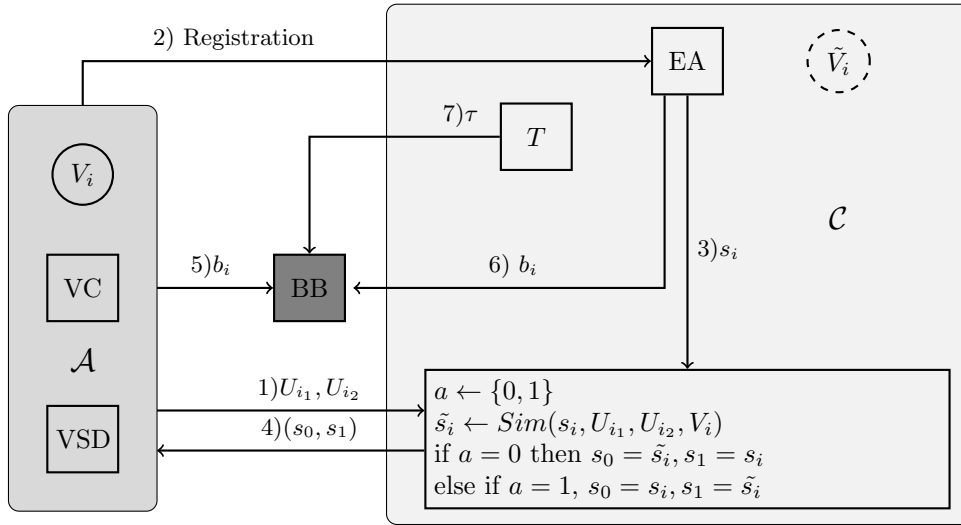 2) Registration
EA
Ṽ_i
7)τ
T
V_i
𝒞
3)s_i
5)b_i
6) b_i
VC
BB
𝒜
1)U_{i_1}, U_{i_2}
a ← {0, 1}
s̃_i ← Sim(s_i, U_{i_1}, U_{i_2}, V_i)
4)(s_0, s_1)
VSD
if a = 0 then s_0 = s̃_i, s_1 = s_i
else if a = 1, s_0 = s_i, s_1 = s̃_i